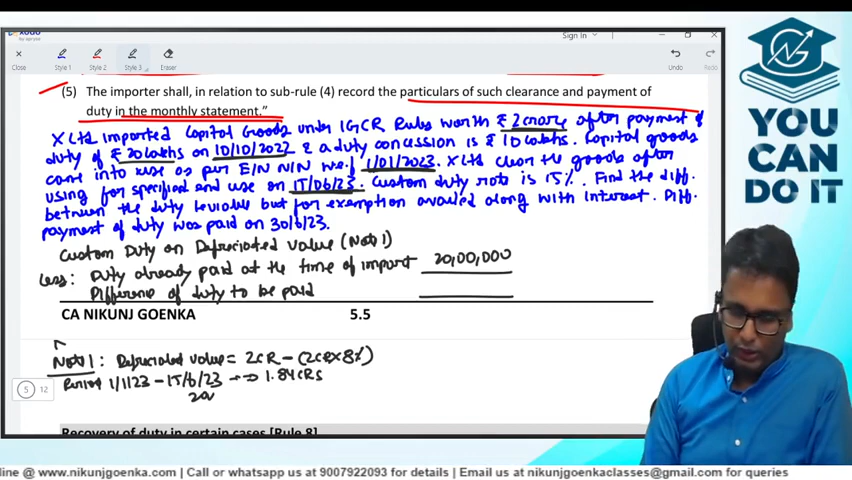 Sign In
Close
Style 1
Style 2
Style 3
Eraser
Undo
Redo
(5) The importer shall, in relation to sub-rule (4) record the particulars of such clearance and payment of
duty in the monthly statement."
X Ltd imported Capital Goods under IGCR Rules worth ₹ 2 crore after payment of
duty of ₹ 20 lakhs on 10/10/2022 & a duty concession is ₹ 10 lakhs. Capital goods
came into use as per E/N N/N w.e.f 1/01/2023. X Ltd clear the goods after
using for specified end use on 15/06/23. Custom duty rate is 15%. Find the diff.
between the duty leviable but for exemption availed along with interest. Diff.
payment of duty was paid on 30/6/23.
Custom Duty on Depreciated Value (Note 1)
Less: Duty already paid at the time of import 20,00,000
Difference of duty to be paid
CA NIKUNJ GOENKA 5.5
Note 1: Depreciated value = 2CR - (2CR x 8%)
Period 1/1/23 - 15/6/23 → 1.84 CRS
5 12
Recovery of duty in certain cases [Rule 8]
NG
YOU
CAN
DO IT
line @ www.nikunjgoenka.com | Call or whatsapp us at 9007922093 for details | Email us at nikunjgoenkaclasses@gmail.com for queries